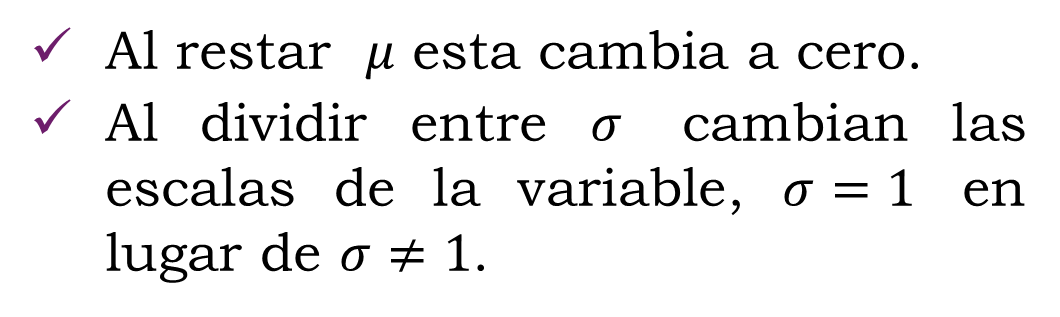 ✓ Al restar μ esta cambia a cero.
✓ Al dividir entre σ cambian las
escalas de la variable, σ = 1 en
lugar de σ ≠ 1.